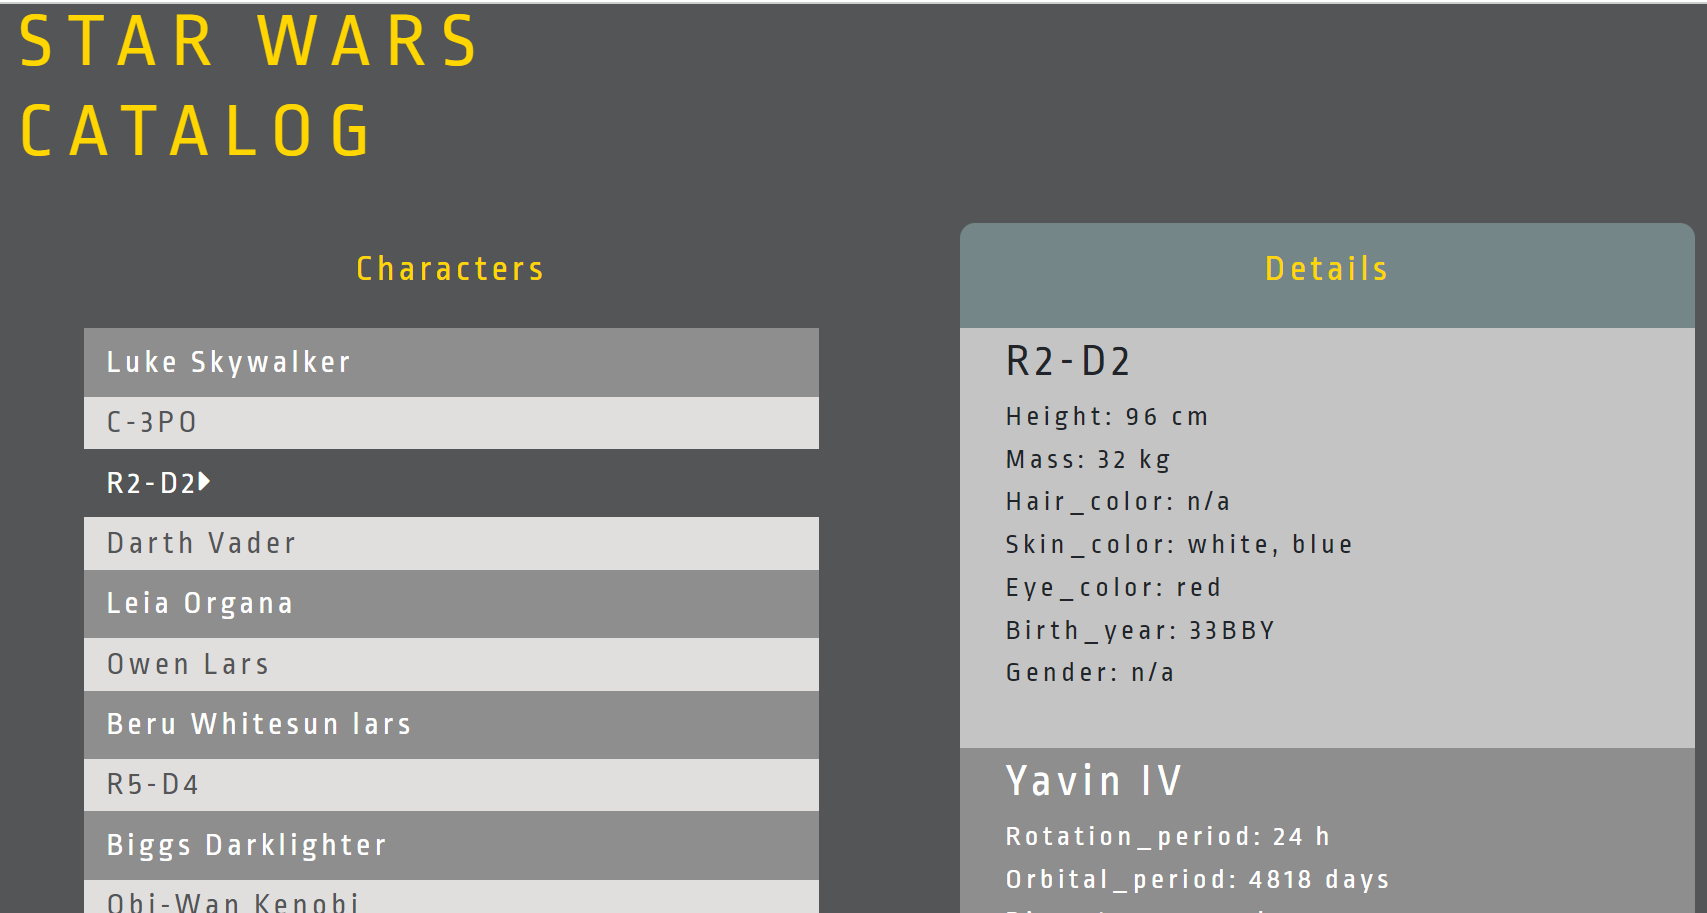 STAR WARS
CATALOG
Characters
Luke Skywalker
C-3PO
R2-D2
Darth Vader
Leia Organa
Owen Lars
Beru Whitesun lars
R5-D4
Biggs Darklighter
Obi-Wan Kenobi
Details
R2-D2
Height: 96 cm
Mass: 32 kg
Hair_color: n/a
Skin_color: white, blue
Eye_color: red
Birth_year: 33BBY
Gender: n/a
Yavin IV
Rotation_period: 24 h
Orbital_period: 4818 days